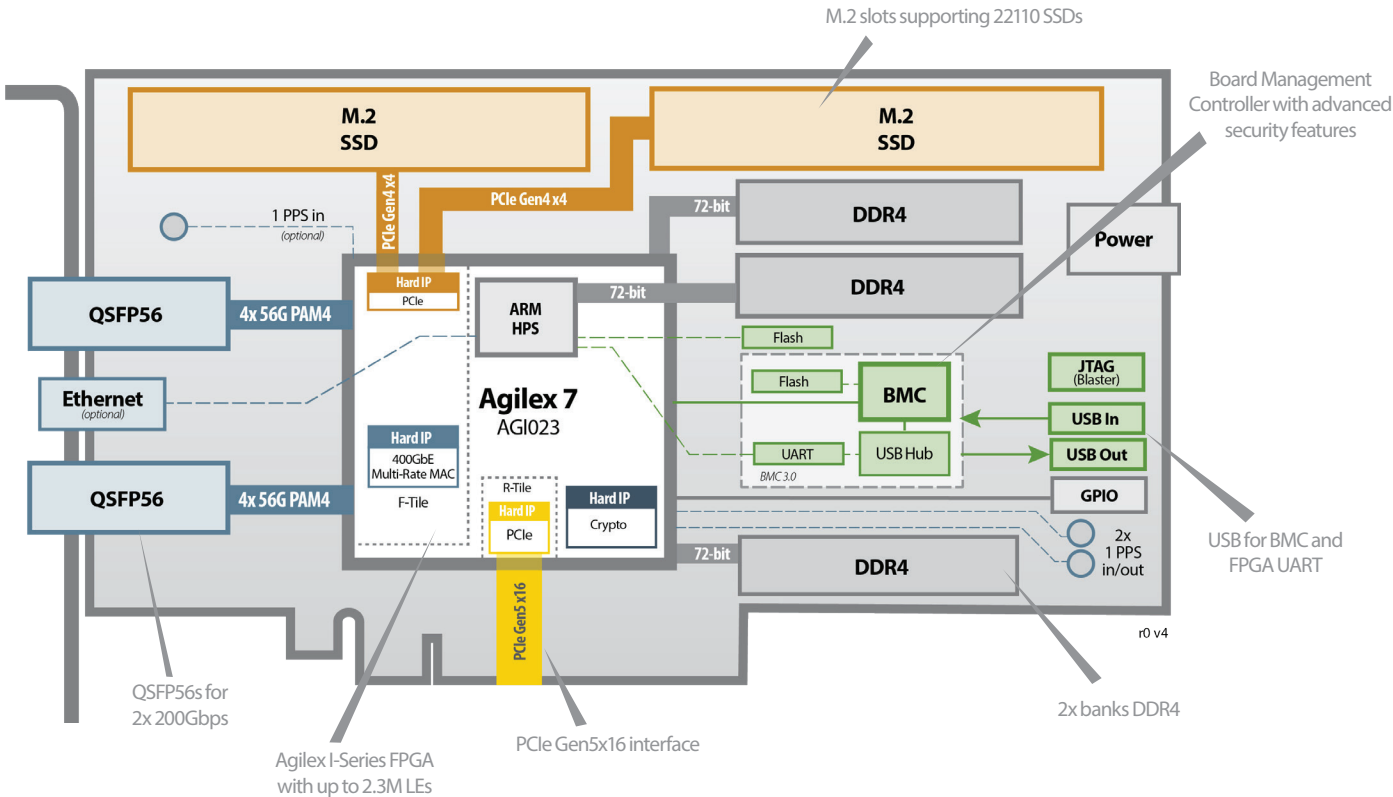 M.2 slots supporting 22110 SSDs
Board Management
Controller with advanced
security features
M.2
SSD
M.2
SSD
PCIe Gen4 x4
PCIe Gen4 x4
72-bit
DDR4
1 PPS in
(optional)
Power
Hard IP
PCIe
ARM
HPS
72-bit
DDR4
QSFP56
4x 56G PAM4
Flash
Flash
BMC
JTAG
(Blaster)
Ethernet
(optional)
Agilex 7
AGI023
USB In
Hard IP
400GbE
Multi-Rate MAC
F-Tile
UART
USB Hub
BMC 3.0
USB Out
QSFP56
4x 56G PAM4
R-Tile
Hard IP
PCIe
Hard IP
Crypto
GPIO
2x
1 PPS
in/out
USB for BMC and
FPGA UART
72-bit
DDR4
PCIe Gen5 x16
r0 v4
QSFP56s for
2x 200Gbps
2x banks DDR4
PCIe Gen5x16 interface
Agilex I-Series FPGA
with up to 2.3M LEs